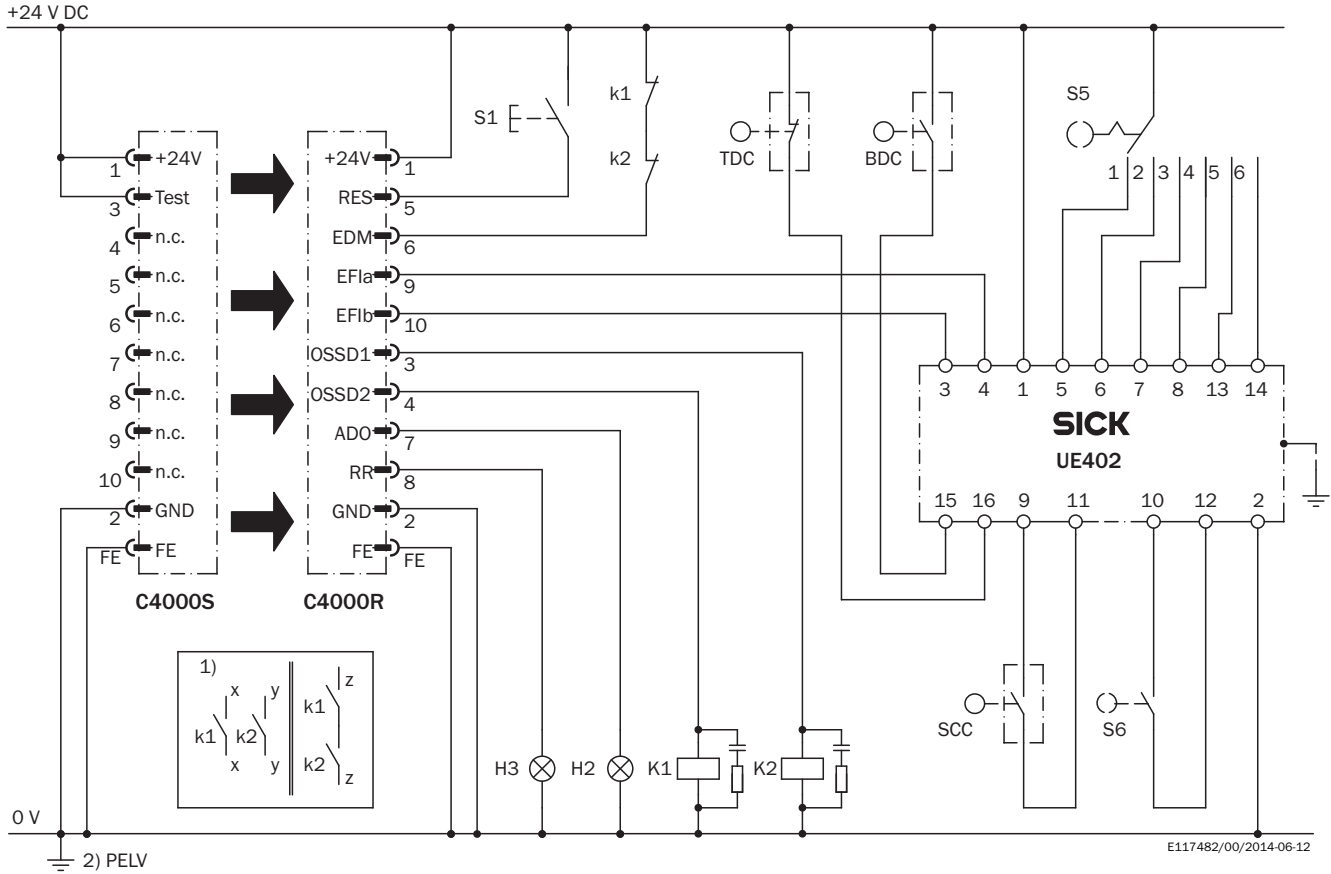 +24 V DC
k1
k2
S1
TDC
BDC
S5
1 2 3 4 5 6
1 +24V
3 Test
4 n.c.
5 n.c.
6 n.c.
7 n.c.
8 n.c.
9 n.c.
10 n.c.
2 GND
FE FE
C4000S
+24V 1
RES 5
EDM 6
EFIa 9
EFIb 10
OSSD1 3
OSSD2 4
ADO 7
RR 8
GND 2
FE FE
C4000R
3 4 1 5 6 7 8 13 14
SICK
UE402
15 16 9 11 10 12 2
1)
x y z
k1 k2 k1
x y k2 z
H3 H2 K1 K2
SCC
S6
0 V
2) PELV
E117482/00/2014-06-12